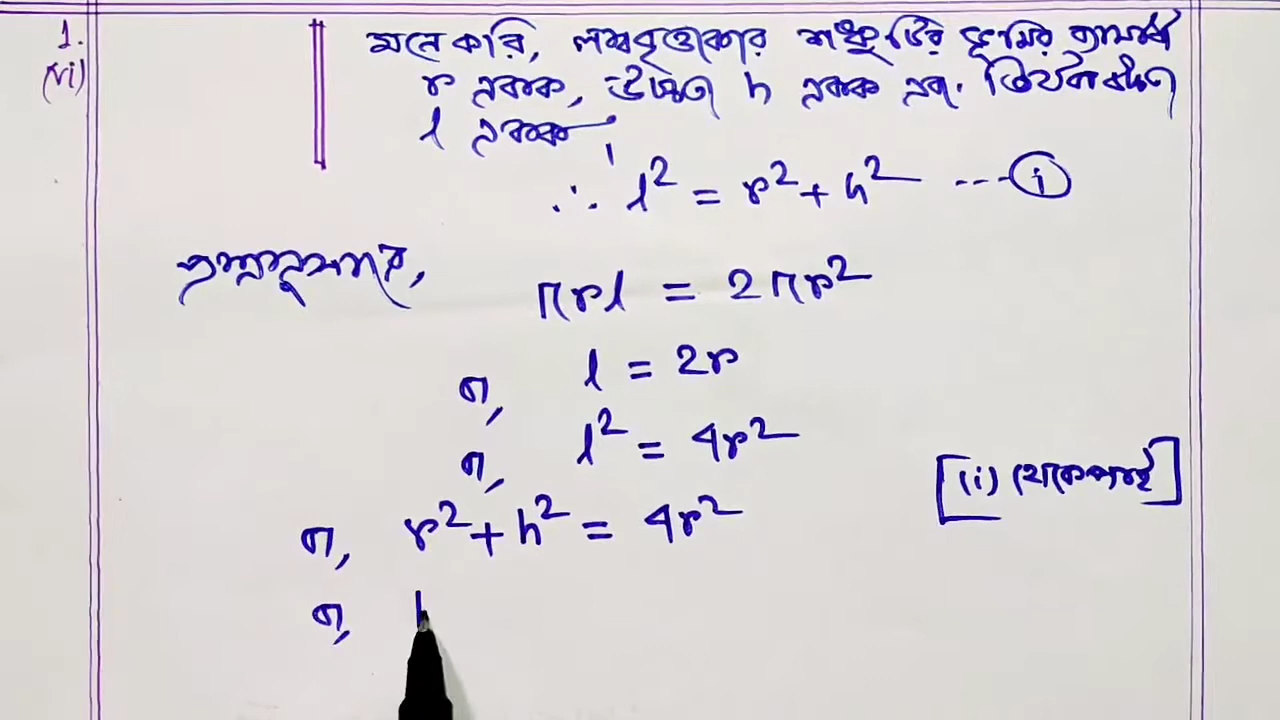 1.
(vi)
মনে করি, লম্ববৃত্তাকার শঙ্কুটির ভূমির ব্যাসার্ধ
r একক, উচ্চতা h একক এবং তির্যক উচ্চতা
l একক,
∴ l² = r² + h² ---(i)
প্রশ্নানুসারে,
πrl = 2πr²
বা, l = 2r
বা, l² = 4r²
বা, r² + h² = 4r² [(i) থেকে পাই]
বা, h